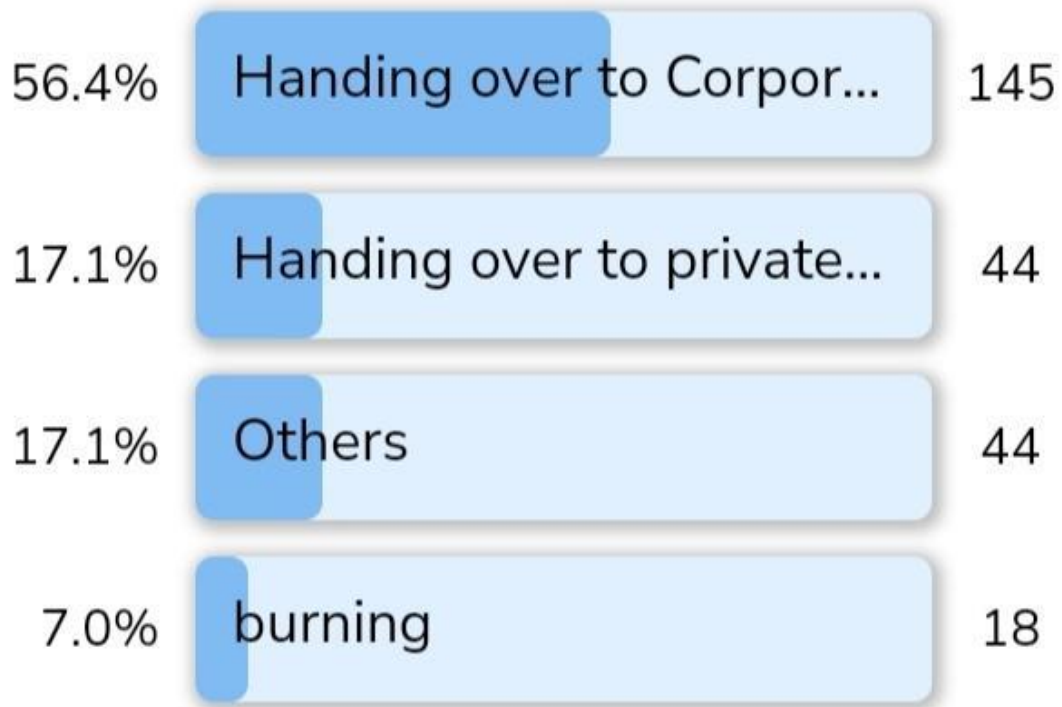 56.4% Handing over to Corpor... 145
17.1% Handing over to private... 44
17.1% Others 44
7.0% burning 18